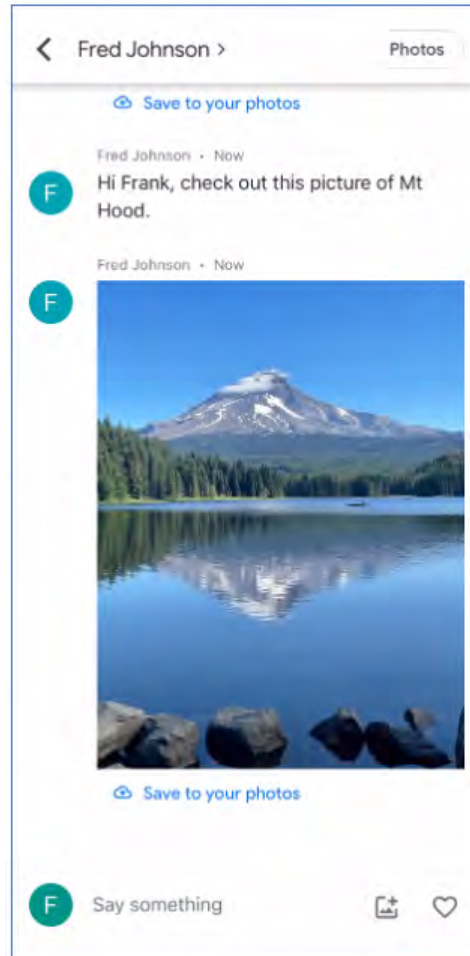 Fred Johnson > Photos
Save to your photos
Fred Johnson • Now
F
Hi Frank, check out this picture of Mt
Hood.
Fred Johnson • Now
F
Save to your photos
F Say something